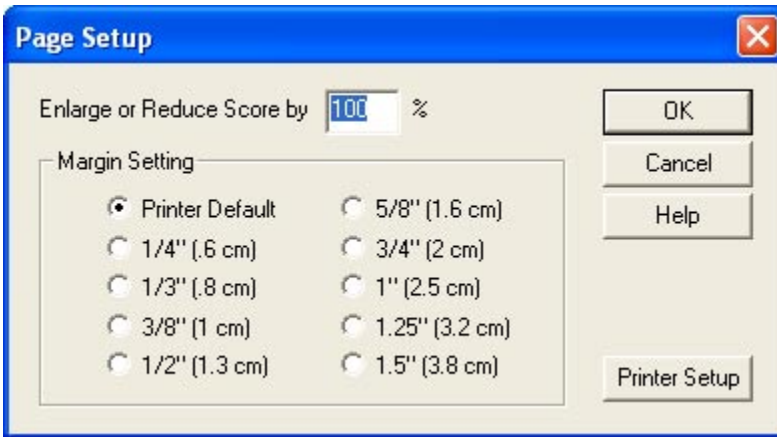 Page Setup
Enlarge or Reduce Score by 100 %
OK
Margin Setting
Cancel
Printer Default
5/8" (1.6 cm)
Help
1/4" (.6 cm)
3/4" (2 cm)
1/3" (.8 cm)
1" (2.5 cm)
3/8" (1 cm)
1.25" (3.2 cm)
1/2" (1.3 cm)
1.5" (3.8 cm)
Printer Setup